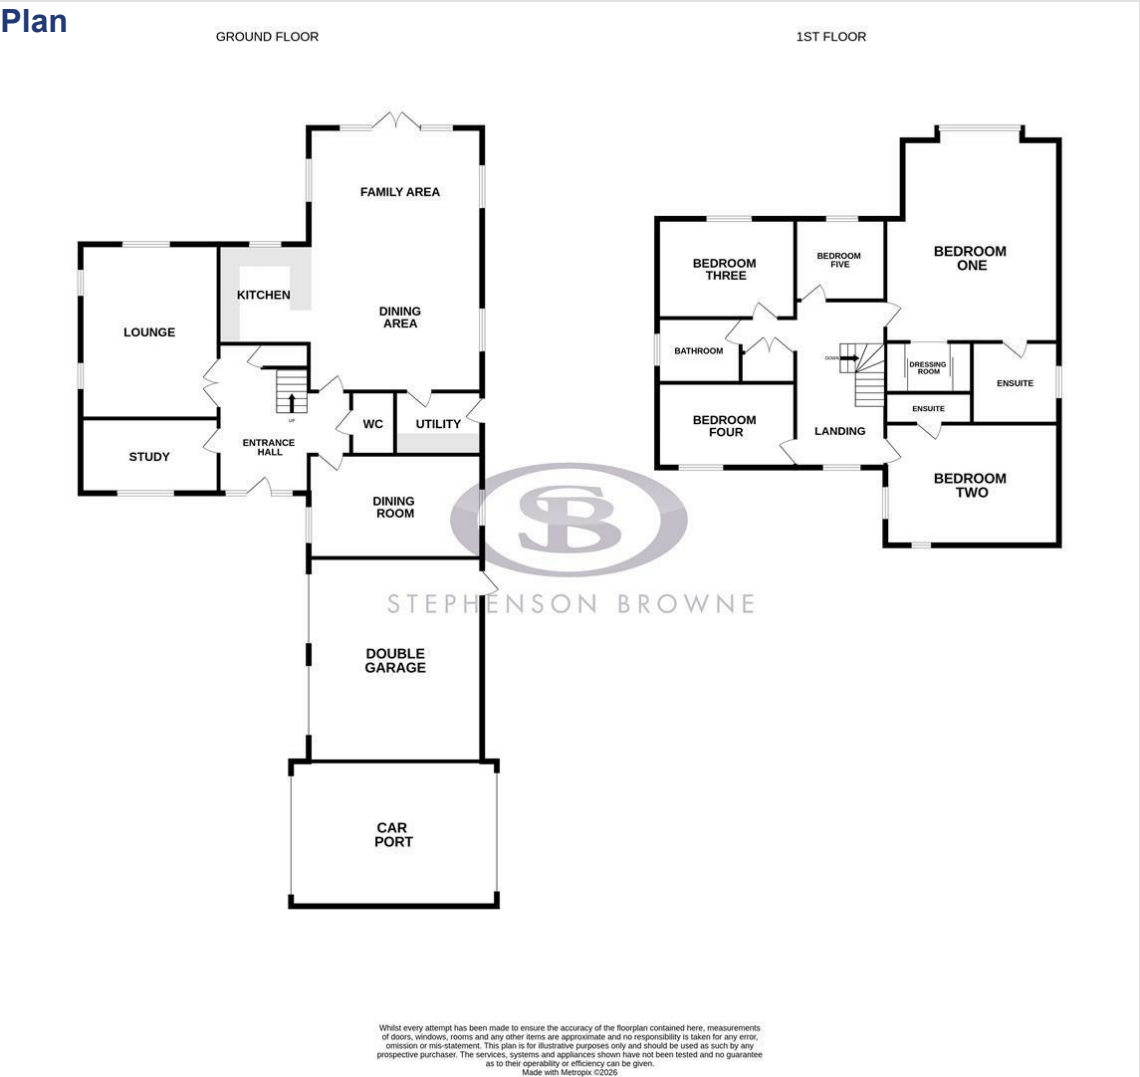 Plan
GROUND FLOOR
1ST FLOOR
FAMILY AREA
KITCHEN
DINING
AREA
LOUNGE
UP
WC
UTILITY
STUDY
ENTRANCE
HALL
DINING
ROOM
DOUBLE
GARAGE
CAR
PORT
BEDROOM
THREE
BEDROOM
FIVE
BEDROOM
ONE
BATHROOM
DOWN
DRESSING
ROOM
ENSUITE
ENSUITE
BEDROOM
FOUR
LANDING
BEDROOM
TWO
SB
STEPHENSON BROWNE
Whilst every attempt has been made to ensure the accuracy of the floorplan contained here, measurements
of doors, windows, rooms and any other items are approximate and no responsibility is taken for any error,
omission or mis-statement. This plan is for illustrative purposes only and should be used as such by any
prospective purchaser. The services, systems and appliances shown have not been tested and no guarantee
as to their operability or efficiency can be given.
Made with Metropix ©2026